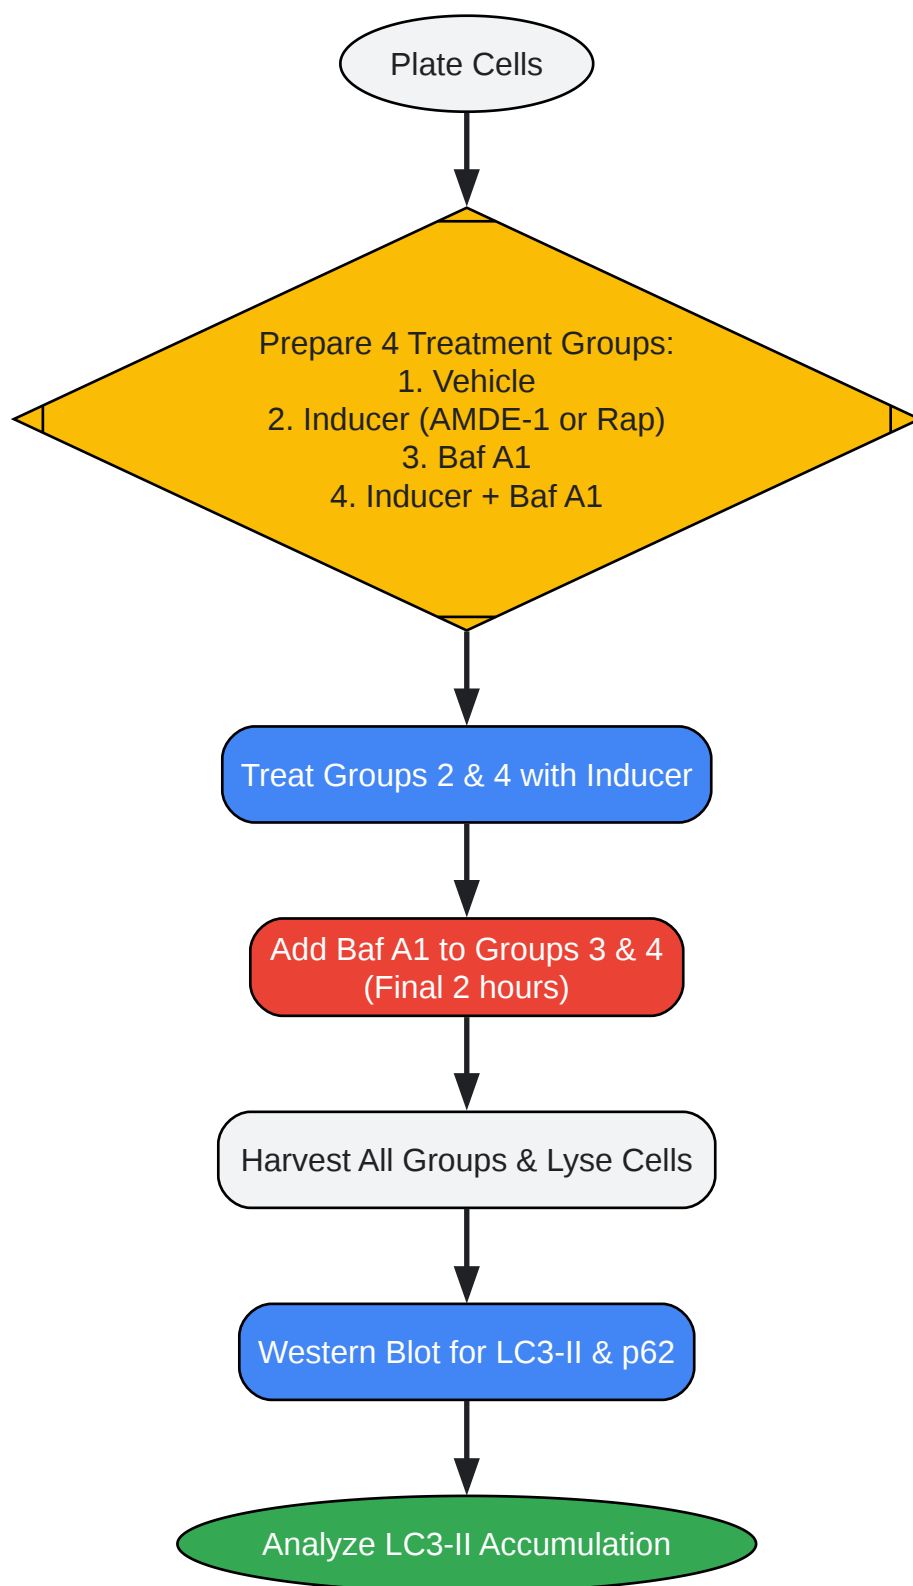 Plate Cells
Prepare 4 Treatment Groups:
1. Vehicle
2. Inducer (AMDE-1 or Rap)
3. Baf A1
4. Inducer + Baf A1
Treat Groups 2 & 4 with Inducer
Add Baf A1 to Groups 3 & 4
(Final 2 hours)
Harvest All Groups & Lyse Cells
Western Blot for LC3-II & p62
Analyze LC3-II Accumulation